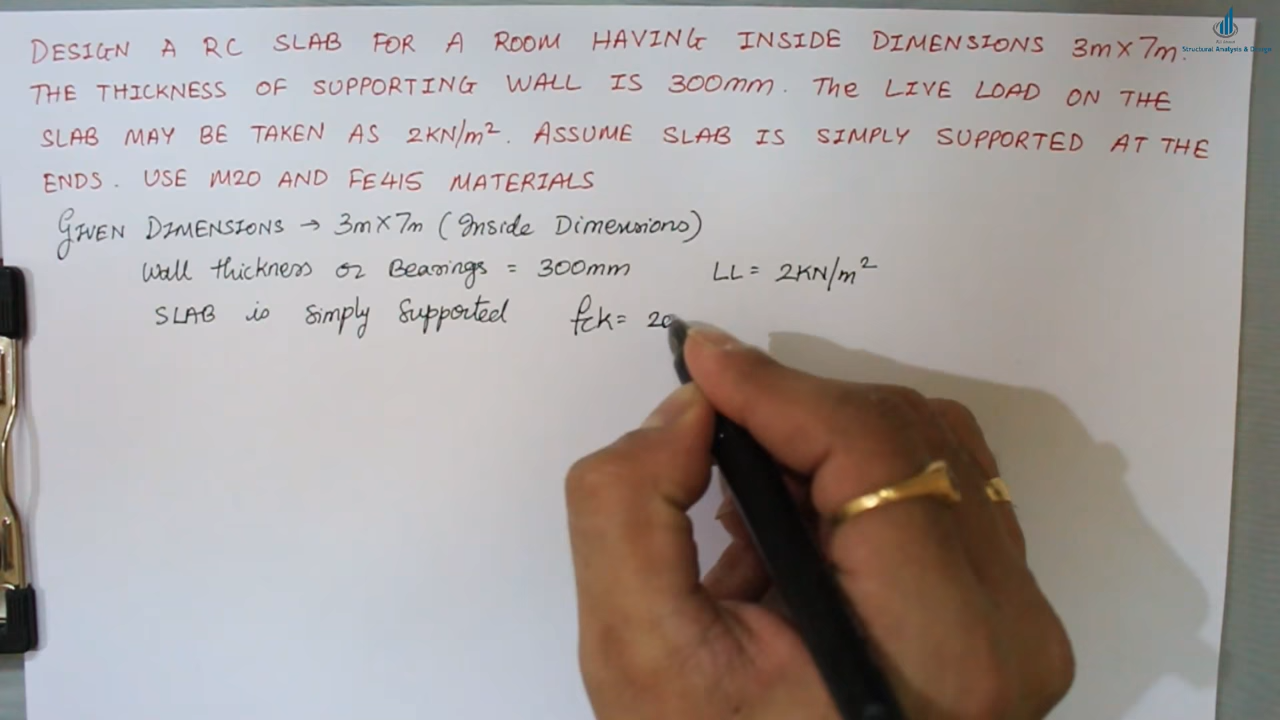 DESIGN A RC SLAB FOR A ROOM HAVING INSIDE DIMENSIONS 3m X 7m.
THE THICKNESS OF SUPPORTING WALL IS 300mm. The LIVE LOAD ON THE
SLAB MAY BE TAKEN AS 2KN/m². ASSUME SLAB IS SIMPLY SUPPORTED AT THE
ENDS. USE M20 AND FE415 MATERIALS
GIVEN DIMENSIONS → 3m X 7m (Inside Dimensions)
Wall thickness or Bearings = 300mm LL = 2KN/m²
SLAB is Simply Supported fck = 20
Structural Analysis & Design